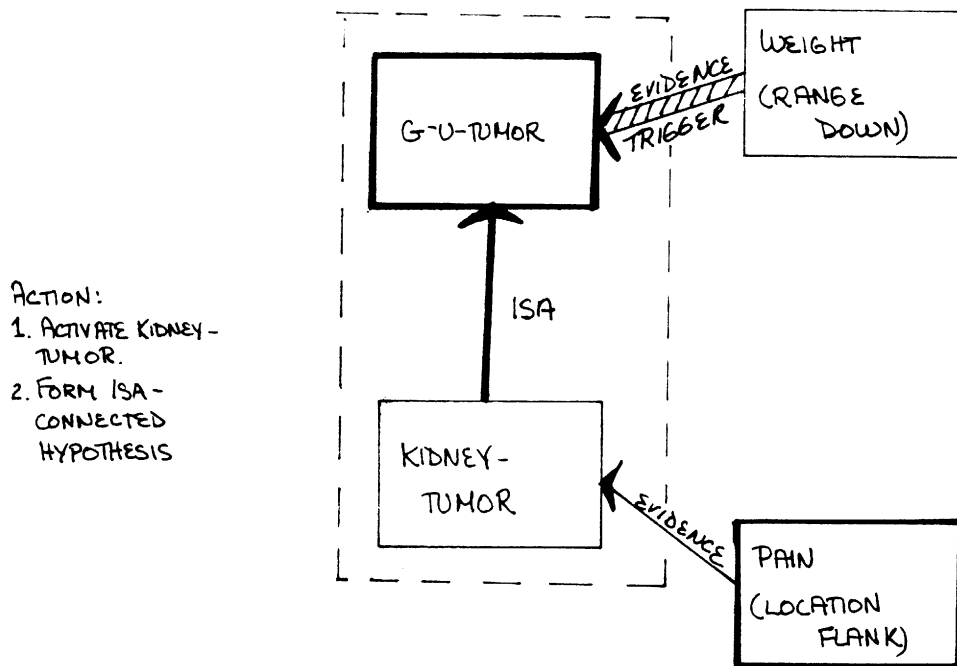 WEIGHT
(RANGE
DOWN)
EVIDENCE
TRIGGER
G-U-TUMOR
ISA
ACTION:
1. ACTIVATE KIDNEY-
TUMOR.
2. FORM ISA-
CONNECTED
HYPOTHESIS
KIDNEY-
TUMOR
EVIDENCE
PAIN
(LOCATION
FLANK)